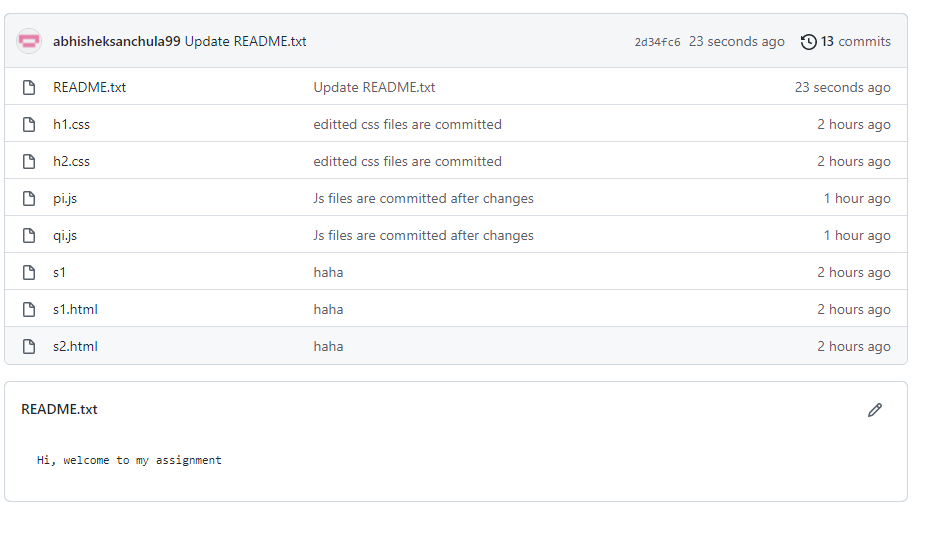 abhisheksanchula99 Update README.txt 2d34fc6 23 seconds ago 13 commits
README.txt Update README.txt 23 seconds ago
h1.css editted css files are committed 2 hours ago
h2.css editted css files are committed 2 hours ago
pi.js Js files are committed after changes 1 hour ago
qi.js Js files are committed after changes 1 hour ago
s1 haha 2 hours ago
s1.html haha 2 hours ago
s2.html haha 2 hours ago
README.txt
Hi, welcome to my assignment